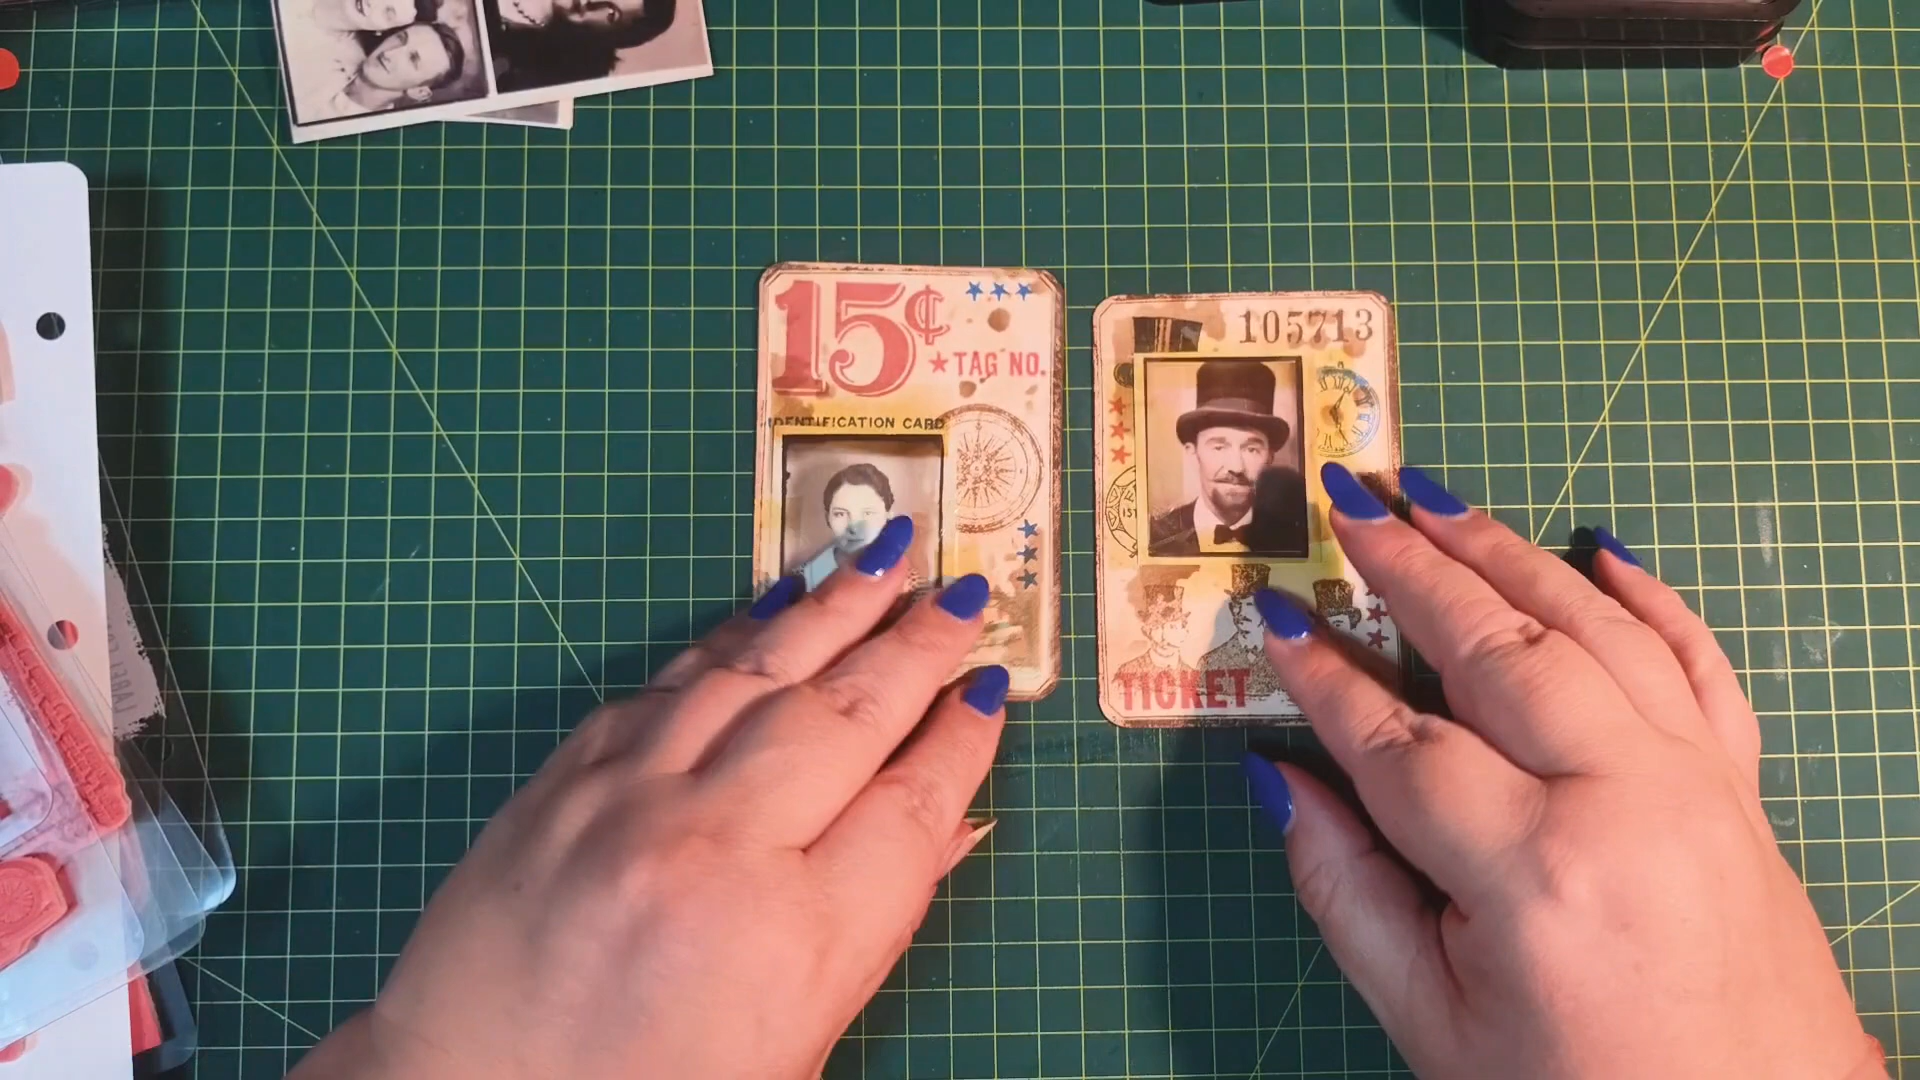 15¢
TAG NO.
IDENTIFICATION CARD
105713
TICKET